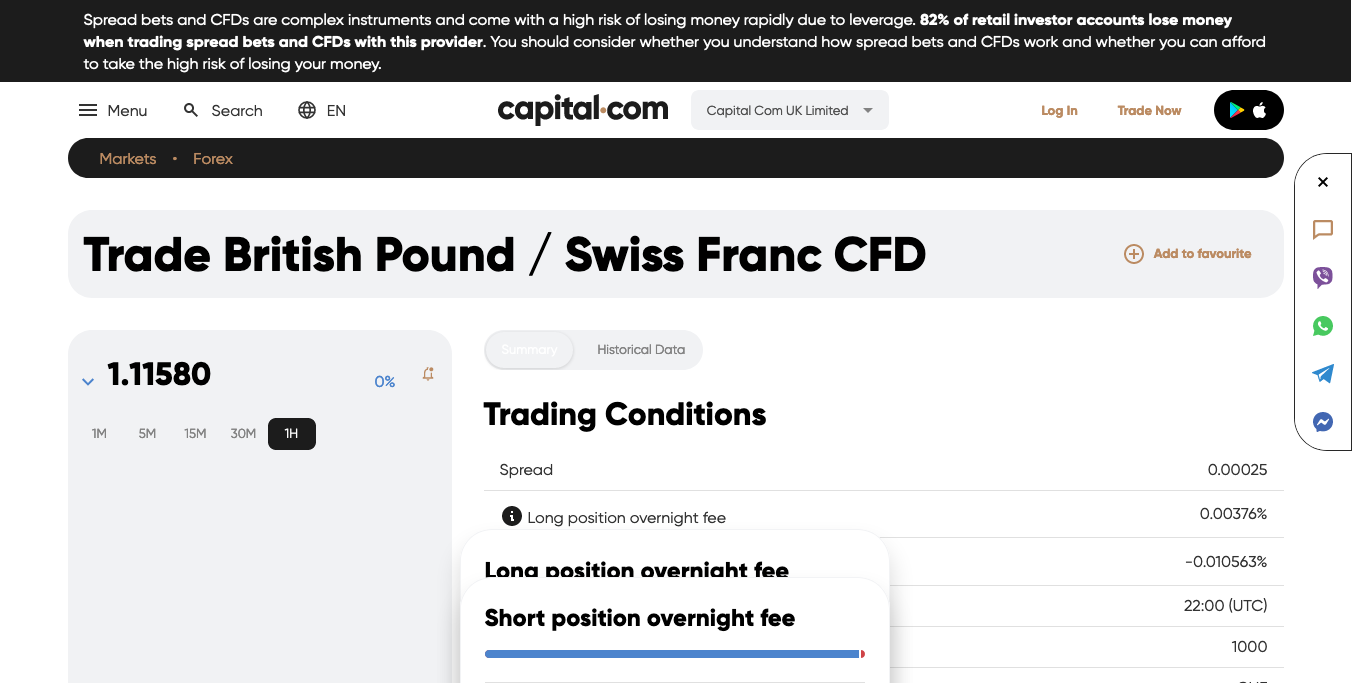 Spread bets and CFDs are complex instruments and come with a high risk of losing money rapidly due to leverage. 82% of retail investor accounts lose money
when trading spread bets and CFDs with this provider. You should consider whether you understand how spread bets and CFDs work and whether you can afford
to take the high risk of losing your money.
Menu Search EN capital.com Capital Com UK Limited Log In Trade Now
Markets • Forex
Trade British Pound / Swiss Franc CFD Add to favourite
1.11580 0%
1M 5M 15M 30M 1H
Summary Historical Data
Trading Conditions
Spread 0.00025
Long position overnight fee 0.00376%
Long position overnight fee
-0.010563%
Short position overnight fee
22:00 (UTC)
1000